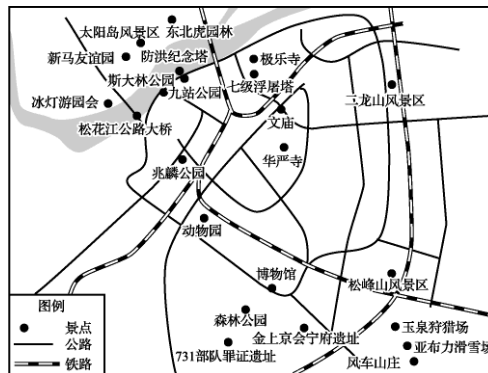 东北虎园林
太阳岛风景区
新马友谊园
防洪纪念塔
极乐寺
斯大林公园
七级浮屠塔
二龙山风景区
冰灯游园会
九站公园
文庙
松花江公路大桥
华严寺
兆麟公园
动物园
博物馆
松峰山风景区
森林公园
金上京会宁府遗址
玉泉狩猎场
731部队罪证遗址
亚布力滑雪场
风车山庄
图例
景点
公路
铁路